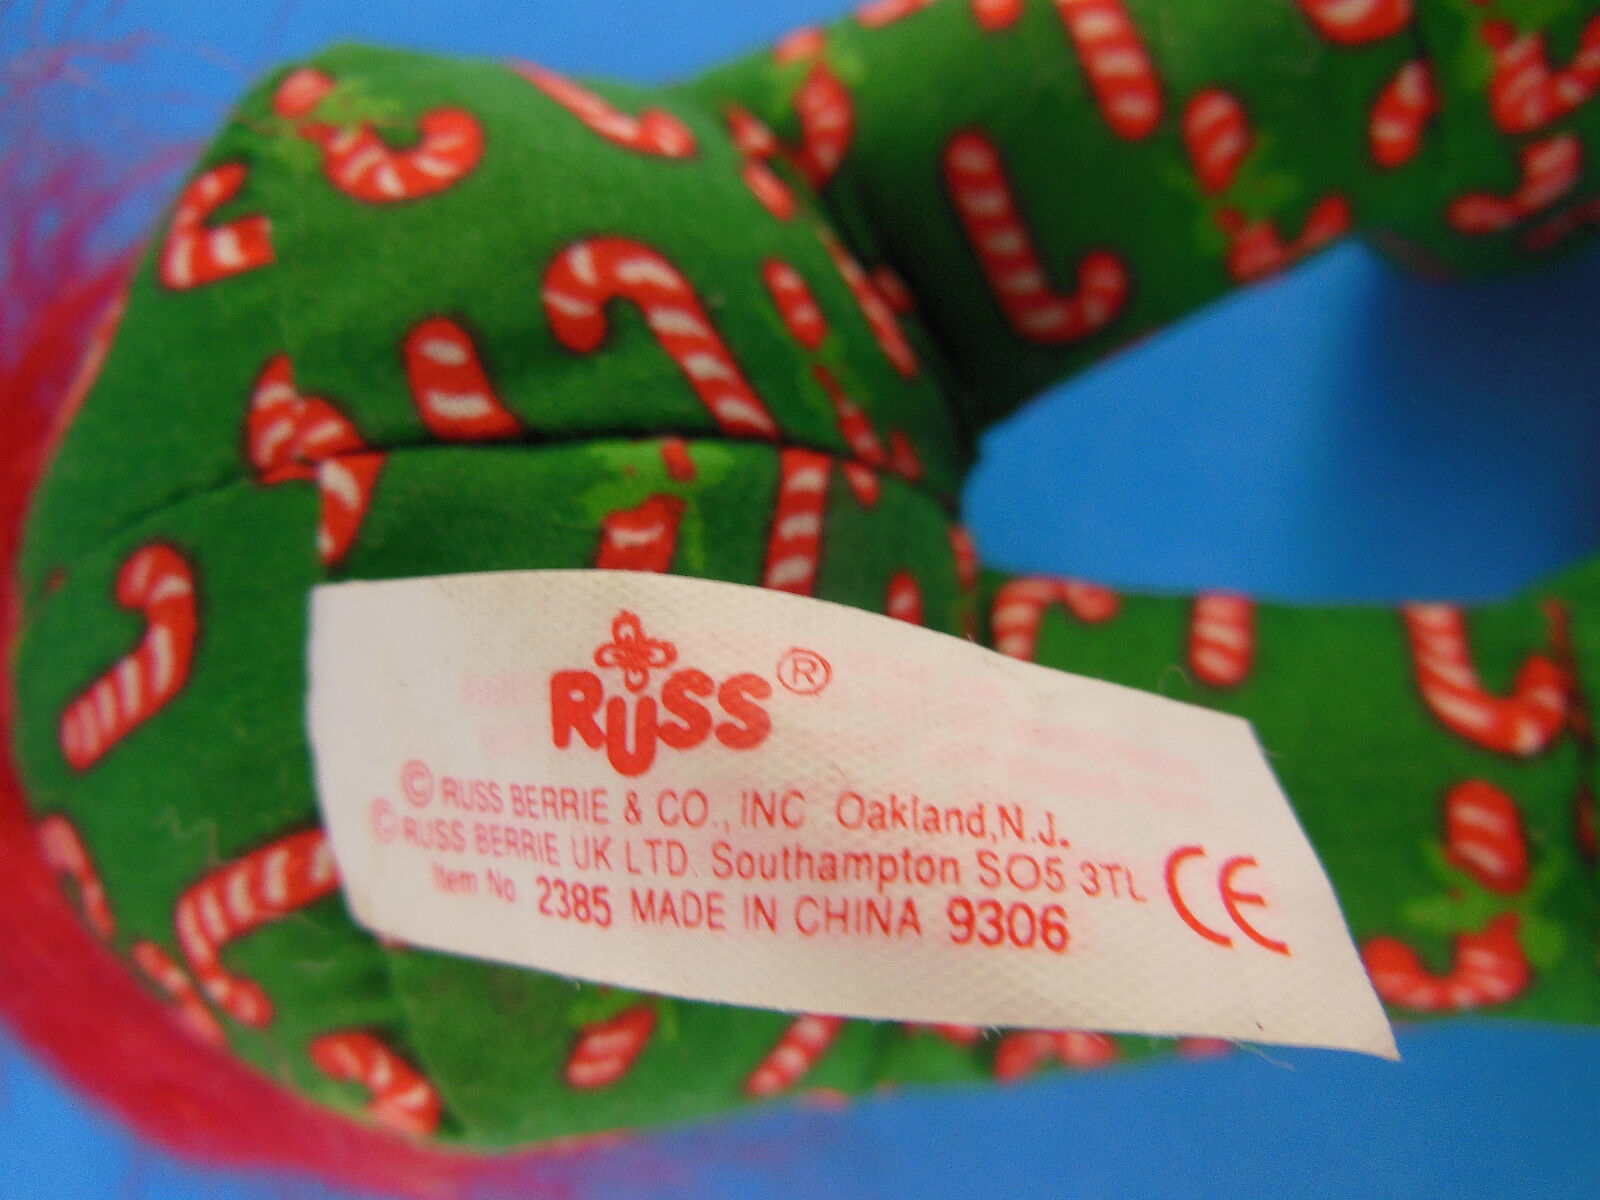 RUSS®
© RUSS BERRIE & CO., INC Oakland, N.J.
© RUSS BERRIE UK LTD. Southampton SO5 3TL
Item No 2385 MADE IN CHINA 9306 CE